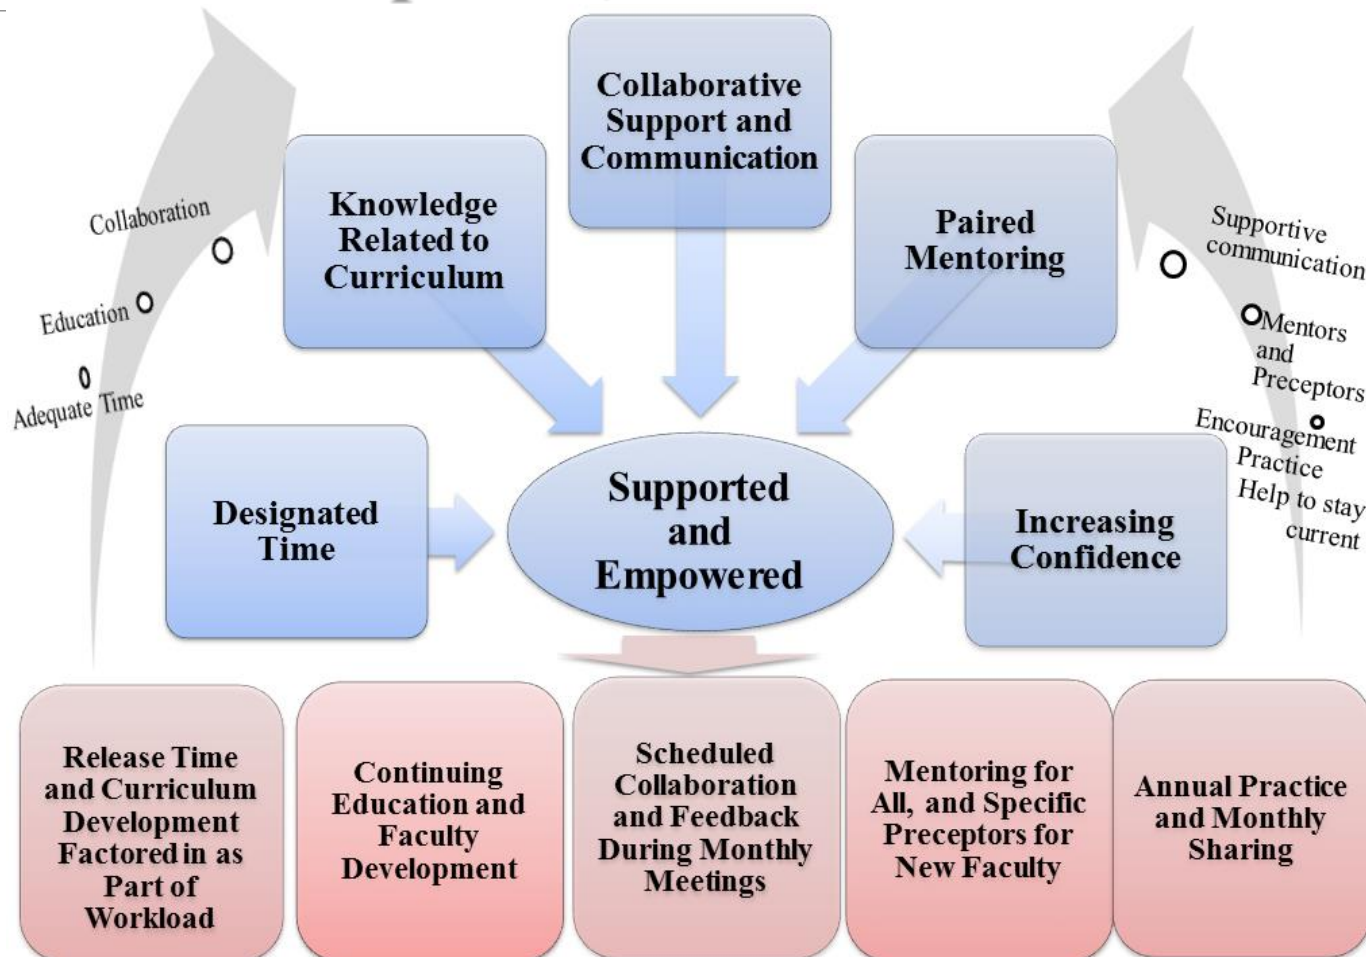 Collaborative
Support and
Communication
Knowledge
Related to
Curriculum
Paired
Mentoring
Collaboration
Education
Adequate Time
Supportive
communication
Mentors
and
Preceptors
Encouragement
Practice
Help to stay
current
Designated
Time
Supported
and
Empowered
Increasing
Confidence
Release Time
and Curriculum
Development
Factored in as
Part of
Workload
Continuing
Education and
Faculty
Development
Scheduled
Collaboration
and Feedback
During Monthly
Meetings
Mentoring for
All, and Specific
Preceptors for
New Faculty
Annual Practice
and Monthly
Sharing